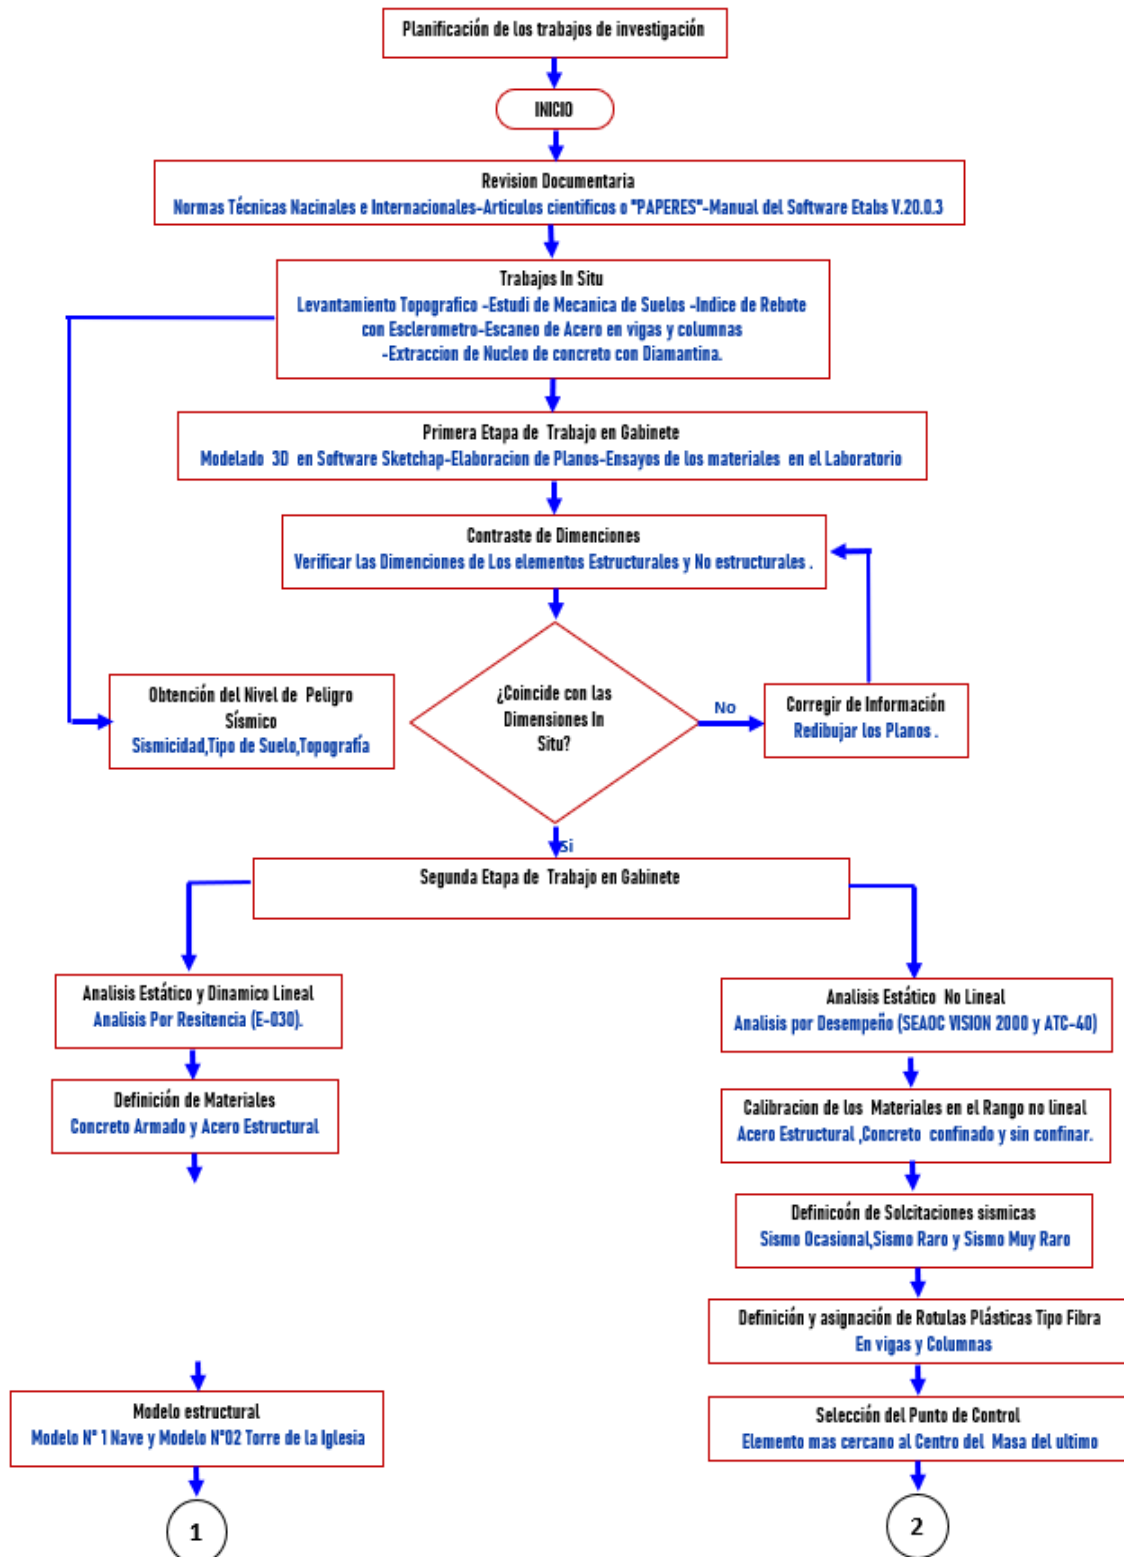 Planificación de los trabajos de investigación
INICIO
Revision Documentaria
Normas Técnicas Nacinales e Internacionales-Articulos cientificos o "PAPERES"-Manual del Software Etabs V.20.0.3
Trabajos In Situ
Levantamiento Topografico -Estudi de Mecanica de Suelos -Indice de Rebote
con Esclerometro-Escaneo de Acero en vigas y columnas
-Extraccion de Nucleo de concreto con Diamantina.
Primera Etapa de Trabajo en Gabinete
Modelado 3D en Software Sketchap-Elaboracion de Planos-Ensayos de los materiales en el Laboratorio
Contraste de Dimenciones
Verificar las Dimenciones de Los elementos Estructurales y No estructurales .
Obtención del Nivel de Peligro
Sísmico
Sismicidad,Tipo de Suelo,Topografía
¿Coincide con las
Dimensiones In
Situ?
No
Corregir de Información
Redibujar los Planos .
Si
Segunda Etapa de Trabajo en Gabinete
Analisis Estático y Dinamico Lineal
Analisis Por Resitencia (E-030).
Definición de Materiales
Concreto Armado y Acero Estructural
Modelo estructural
Modelo N° 1 Nave y Modelo N°02 Torre de la Iglesia
1
Analisis Estático No Lineal
Analisis por Desempeño (SEAOC VISION 2000 y ATC-40)
Calibracion de los Materiales en el Rango no lineal
Acero Estructural ,Concreto confinado y sin confinar.
Definicoón de Solcitaciones sismicas
Sismo Ocasional,Sismo Raro y Sismo Muy Raro
Definición y asignación de Rotulas Plásticas Tipo Fibra
En vigas y Columnas
Selección del Punto de Control
Elemento mas cercano al Centro del Masa del ultimo
2